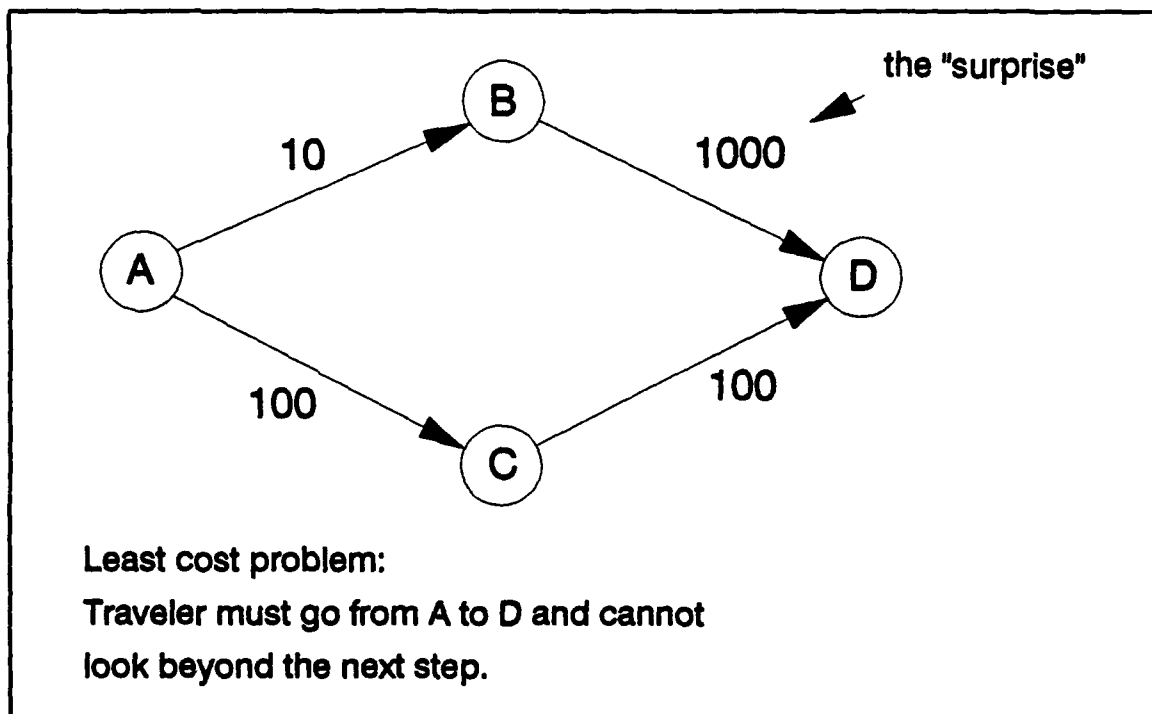 the "surprise"
B
10
1000
A
D
100
100
C
Least cost problem:
Traveler must go from A to D and cannot
look beyond the next step.